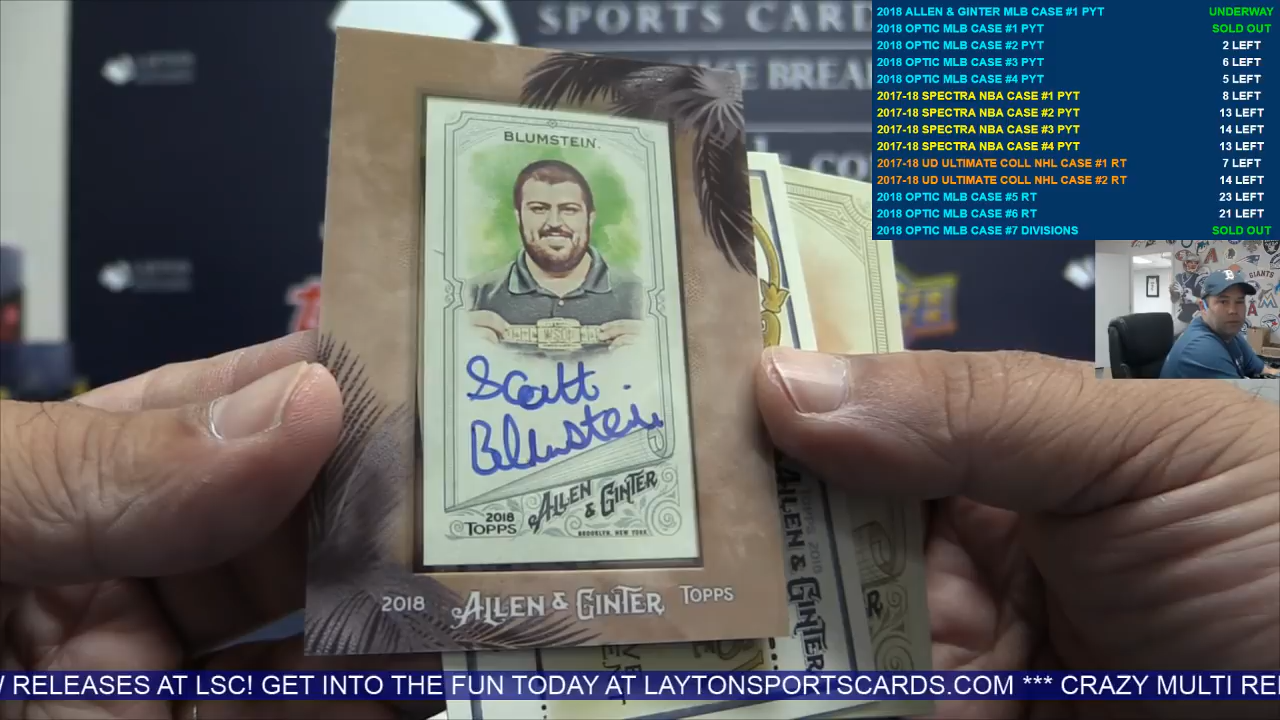 SPORTS CARDS
BREAK
2018 ALLEN & GINTER MLB CASE #1 PYT UNDERWAY
2018 OPTIC MLB CASE #1 PYT SOLD OUT
2018 OPTIC MLB CASE #2 PYT 2 LEFT
2018 OPTIC MLB CASE #3 PYT 6 LEFT
2018 OPTIC MLB CASE #4 PYT 5 LEFT
2017-18 SPECTRA NBA CASE #1 PYT 8 LEFT
2017-18 SPECTRA NBA CASE #2 PYT 13 LEFT
2017-18 SPECTRA NBA CASE #3 PYT 14 LEFT
2017-18 SPECTRA NBA CASE #4 PYT 13 LEFT
2017-18 UD ULTIMATE COLL NHL CASE #1 RT 7 LEFT
2017-18 UD ULTIMATE COLL NHL CASE #2 RT 14 LEFT
2018 OPTIC MLB CASE #5 RT 23 LEFT
2018 OPTIC MLB CASE #6 RT 21 LEFT
2018 OPTIC MLB CASE #7 DIVISIONS SOLD OUT
GIANTS
B
BLUMSTEIN
Scott
Blumstein
2018
TOPPS
ALLEN
& GINTER
BROOKLYN, NEW YORK
2018 ALLEN & GINTER TOPPS
TOPPS 2018
ALLEN & GINTER
RELEASES AT LSC! GET INTO THE FUN TODAY AT LAYTONSPORTSCARDS.COM *** CRAZY MULTI